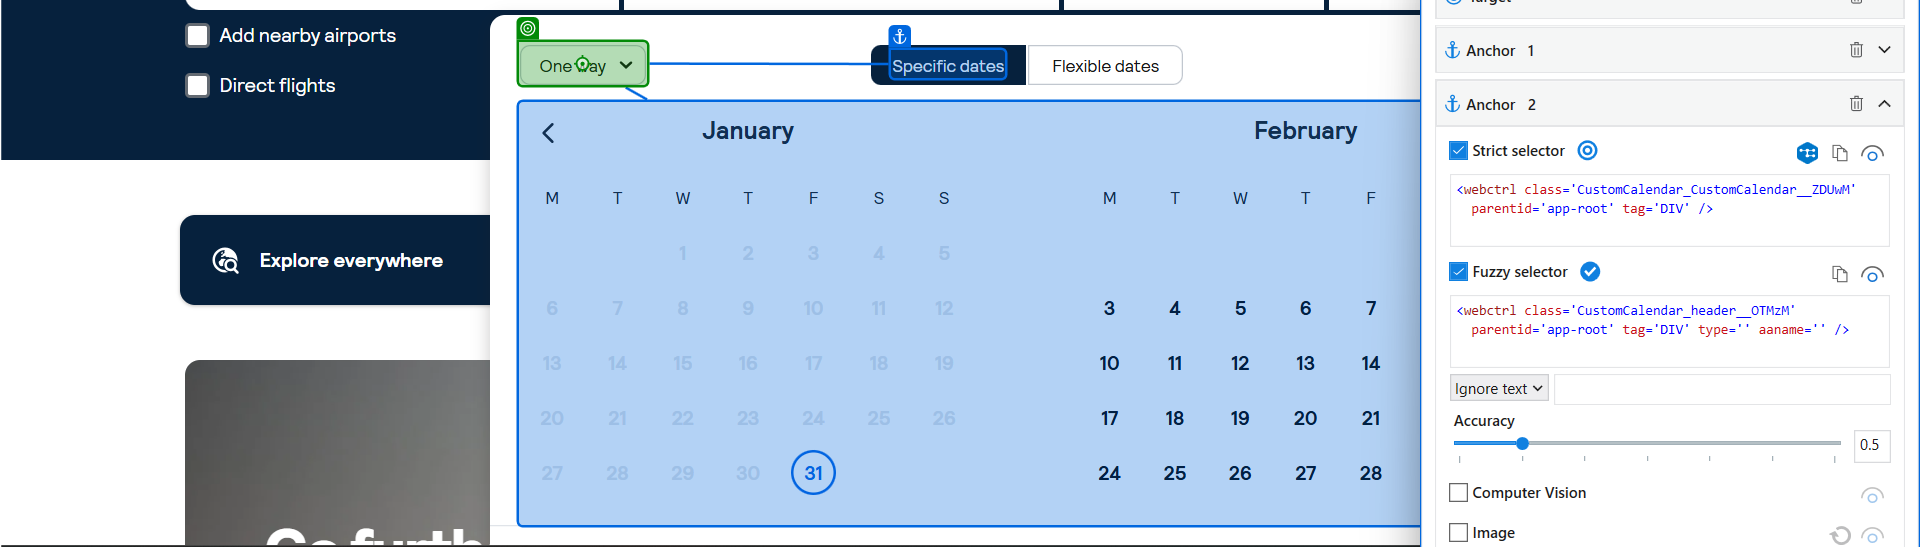 Add nearby airports
Direct flights
Explore everywhere
One way
Specific dates
Flexible dates
January
February
M T W T F S S
M T W T F
1 2 3 4 5
6 7 8 9 10 11 12
3 4 5 6 7
13 14 15 16 17 18 19
10 11 12 13 14
20 21 22 23 24 25 26
17 18 19 20 21
27 28 29 30 31
24 25 26 27 28
Target
Anchor 1
Anchor 2
Strict selector
<webctrl class='CustomCalendar_CustomCalendar__ZDUwM'
parentid='app-root' tag='DIV' />
Fuzzy selector
<webctrl class='CustomCalendar_header__OTMzM'
parentid='app-root' tag='DIV' type='' aaname='' />
Ignore text
Accuracy
0.5
Computer Vision
Image